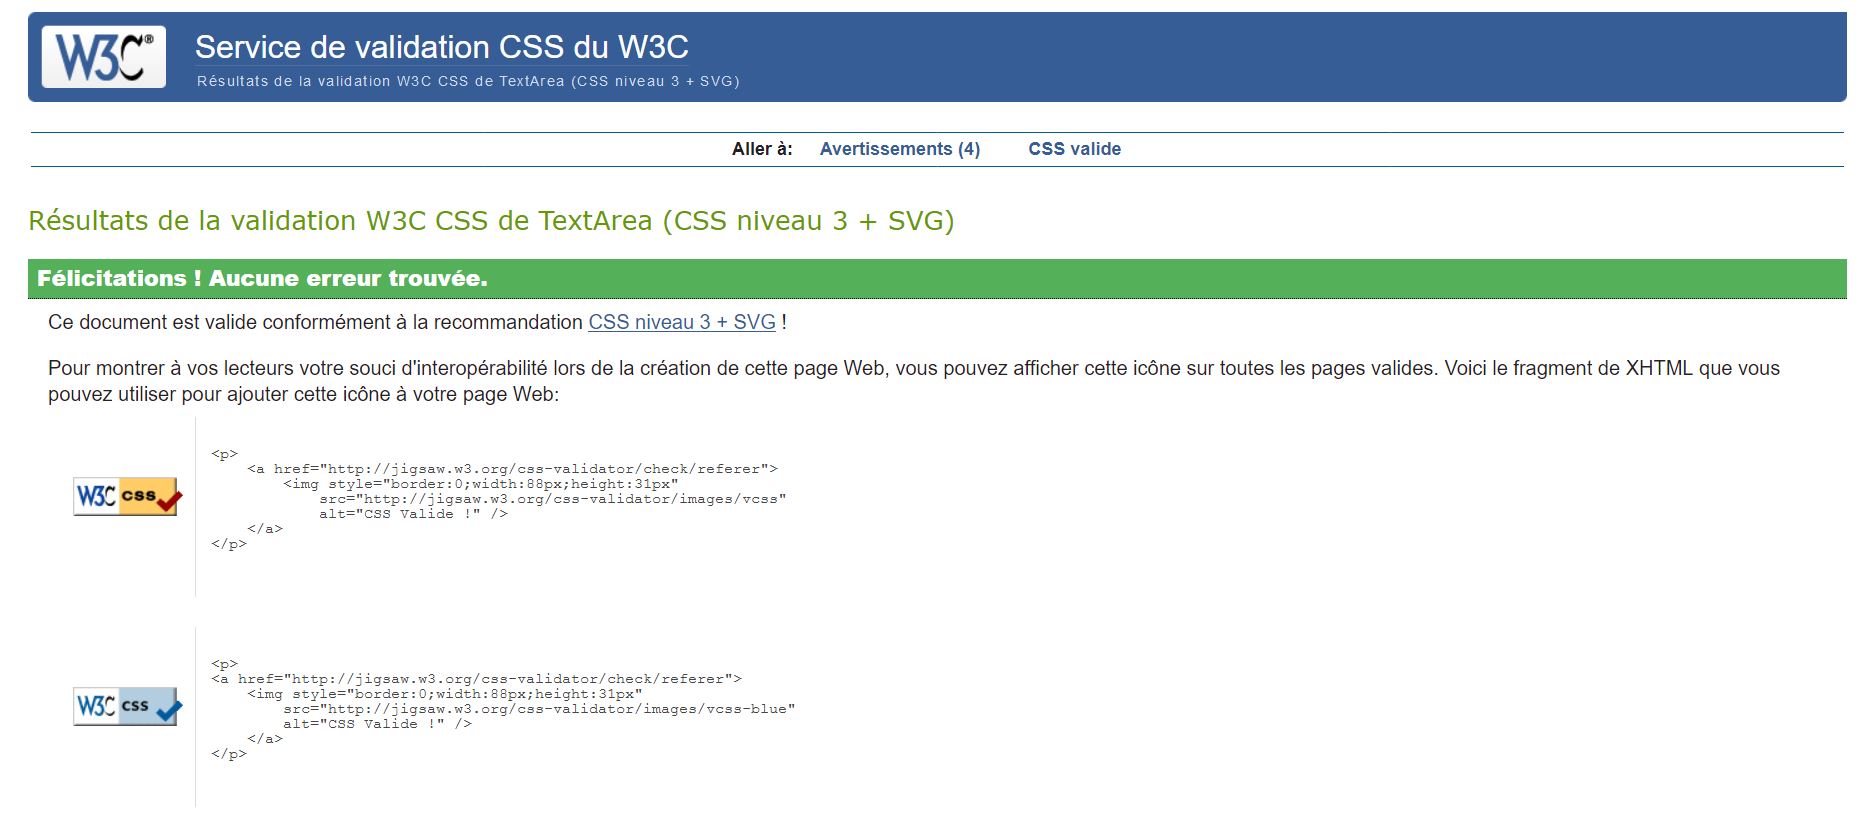 W3C®
Service de validation CSS du W3C
Résultats de la validation W3C CSS de TextArea (CSS niveau 3 + SVG)
Aller à: Avertissements (4) CSS valide
Résultats de la validation W3C CSS de TextArea (CSS niveau 3 + SVG)
Félicitations ! Aucune erreur trouvée.
Ce document est valide conformément à la recommandation CSS niveau 3 + SVG !
Pour montrer à vos lecteurs votre souci d'interopérabilité lors de la création de cette page Web, vous pouvez afficher cette icône sur toutes les pages valides. Voici le fragment de XHTML que vous
pouvez utiliser pour ajouter cette icône à votre page Web:
W3C css
<p>
    <a href="http://jigsaw.w3.org/css-validator/check/referer">
        <img style="border:0;width:88px;height:31px"
            src="http://jigsaw.w3.org/css-validator/images/vcss"
            alt="CSS Valide !" />
    </a>
</p>
W3C css
<p>
<a href="http://jigsaw.w3.org/css-validator/check/referer">
    <img style="border:0;width:88px;height:31px"
        src="http://jigsaw.w3.org/css-validator/images/vcss-blue"
        alt="CSS Valide !" />
    </a>
</p>